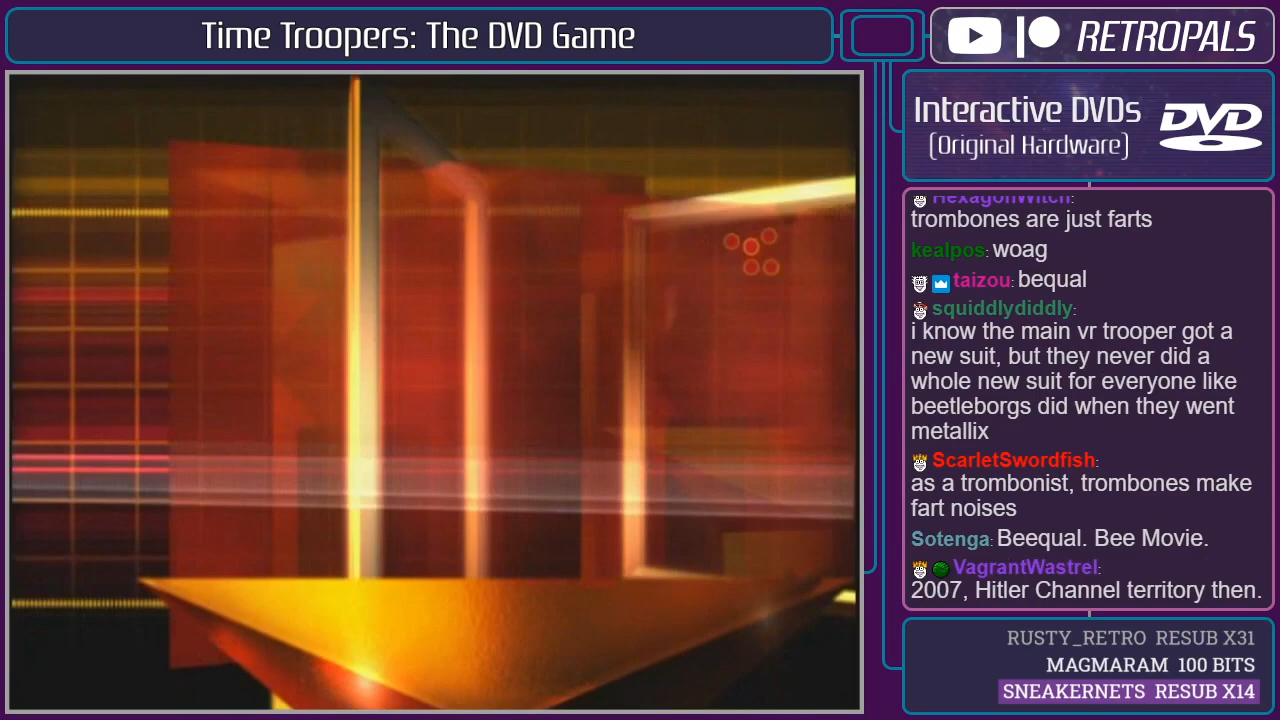 Time Troopers: The DVD Game
RETROPALS
Interactive DVDs
(Original Hardware)
DVD
HexagonWitch:
trombones are just farts
kealpos: woag
taizou: bequal
squiddlydiddly:
i know the main vr trooper got a
new suit, but they never did a
whole new suit for everyone like
beetleborgs did when they went
metallix
ScarletSwordfish:
as a trombonist, trombones make
fart noises
Sotenga: Beequal. Bee Movie.
VagrantWastrel:
2007, Hitler Channel territory then.
RUSTY_RETRO RESUB X31
MAGMARAM 100 BITS
SNEAKERNETS RESUB X14